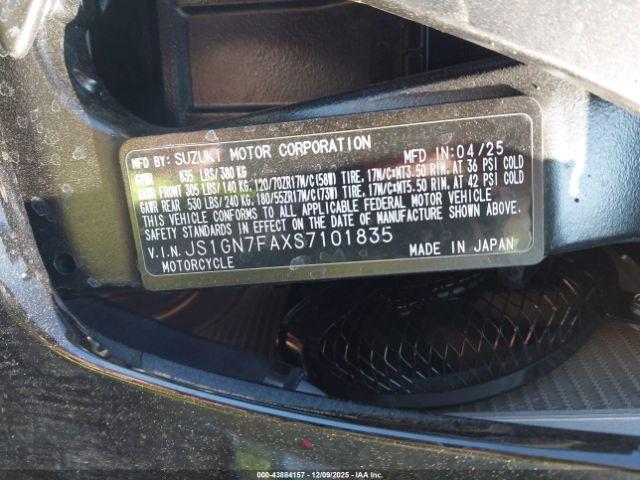 MFD BY: SUZUKI MOTOR CORPORATION MFD IN: 04/25
GVWR 835 LBS/380 KG
GAWR FRONT 305 LBS/140 KG, 120/70ZR17M/C(58W) TIRE, 17M/C×MT3.50 RIM, AT 36 PSI COLD
GAWR REAR 530 LBS/240 KG, 180/55ZR17M/C(73W) TIRE, 17M/C×MT5.50 RIM, AT 42 PSI COLD
THIS VEHICLE CONFORMS TO ALL APPLICABLE FEDERAL MOTOR VEHICLE
SAFETY STANDARDS IN EFFECT ON THE DATE OF MANUFACTURE
SHOWN ABOVE.
V.I.N. JS1GN7FAXS7101835 MADE IN JAPAN
MOTORCYCLE
© IAAI - 000-43884157 - 12/09/2025 - DEALERS ONLY